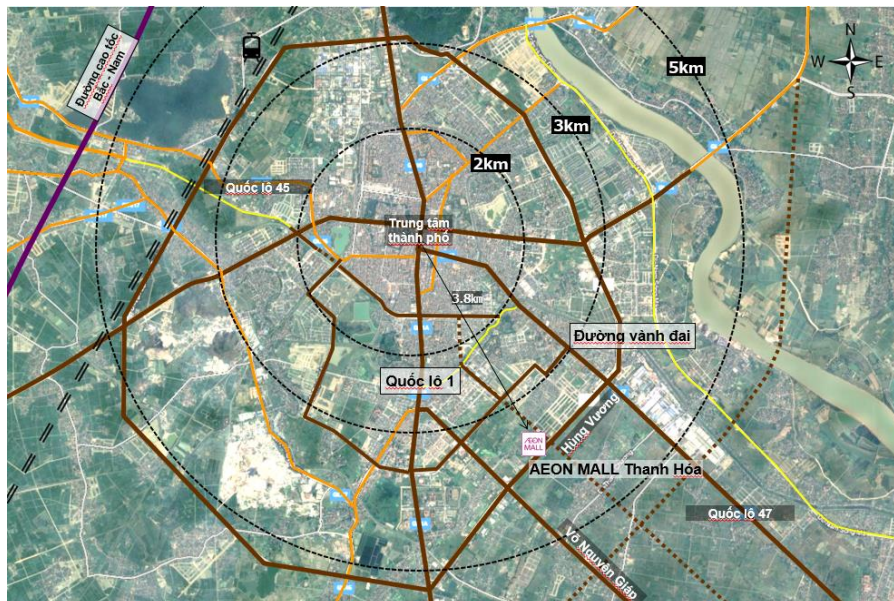 N
W
E
S
5km
3km
2km
Đường cao tốc
Bắc - Nam
Quốc lộ 45
Trung tâm
thành phố
3.8km
Đường vành đai
Quốc lộ 1
Hùng Vương
ÆON
MALL
AEON MALL Thanh Hóa
Quốc lộ 47
Võ Nguyên Giáp